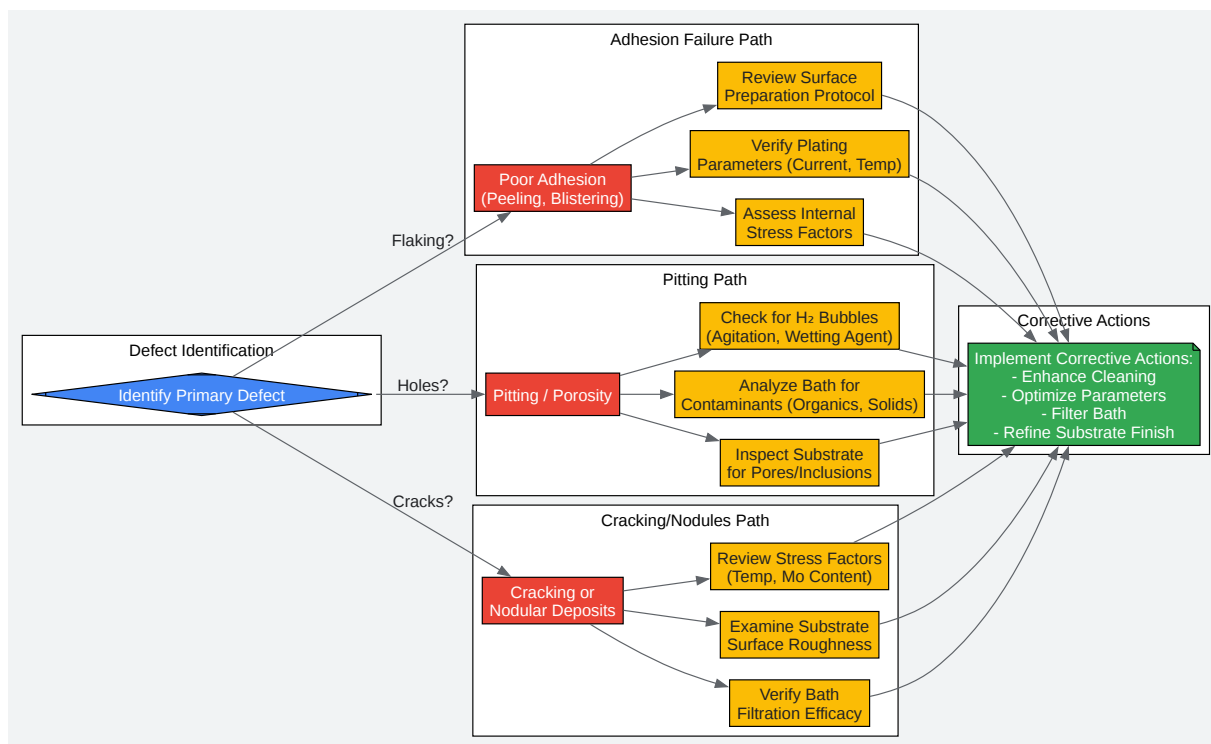 Adhesion Failure Path
Review Surface
Preparation Protocol
Verify Plating
Parameters (Current, Temp)
Poor Adhesion
(Peeling, Blistering)
Assess Internal
Stress Factors
Flaking?
Pitting Path
Check for H₂ Bubbles
(Agitation, Wetting Agent)
Corrective Actions
Defect Identification
Identify Primary Defect
Holes?
Pitting / Porosity
Analyze Bath for
Contaminants (Organics, Solids)
Implement Corrective Actions:
- Enhance Cleaning
- Optimize Parameters
- Filter Bath
- Refine Substrate Finish
Inspect Substrate
for Pores/Inclusions
Cracks?
Cracking/Nodules Path
Review Stress Factors
(Temp, Mo Content)
Cracking or
Nodular Deposits
Examine Substrate
Surface Roughness
Verify Bath
Filtration Efficacy